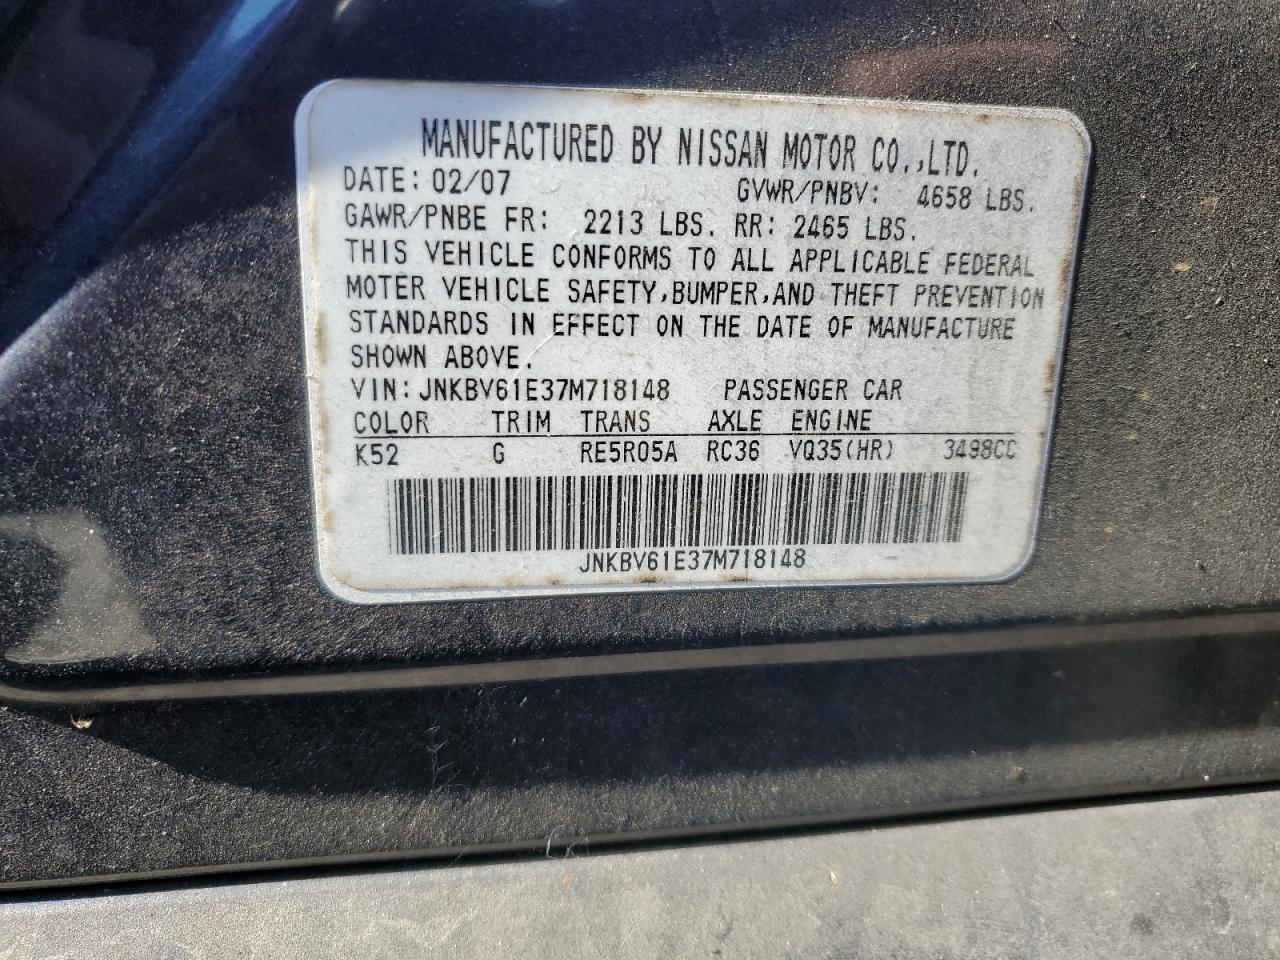 MANUFACTURED BY NISSAN MOTOR CO.,LTD.
DATE: 02/07 GVWR/PNBV: 4658 LBS.
GAWR/PNBE FR: 2213 LBS. RR: 2465 LBS.
THIS VEHICLE CONFORMS TO ALL APPLICABLE FEDERAL
MOTER VEHICLE SAFETY,BUMPER,AND THEFT PREVENTION
STANDARDS IN EFFECT ON THE DATE OF MANUFACTURE
SHOWN ABOVE.
VIN: JNKBV61E37M718148 PASSENGER CAR
COLOR TRIM TRANS AXLE ENGINE
K52 G RE5R05A RC36 VQ35(HR) 3498CC
JNKBV61E37M718148